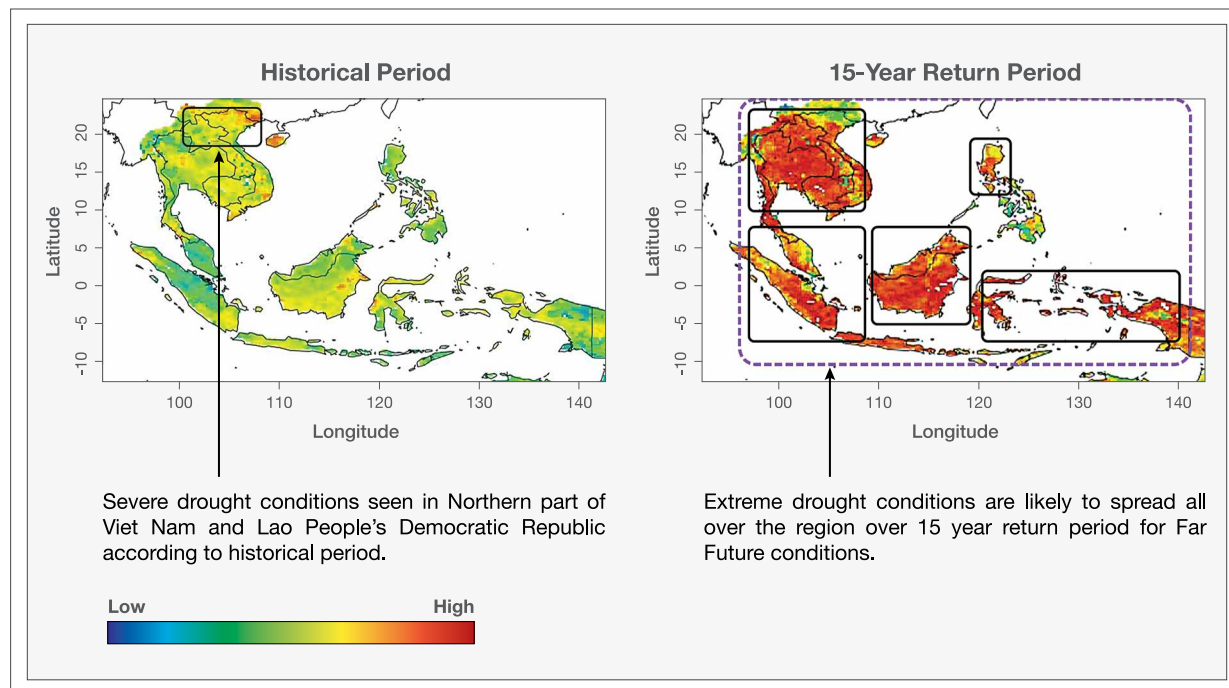 Historical Period
20
15
10
5
0
-5
-10
Latitude
100
110
120
130
140
Longitude
Severe drought conditions seen in Northern part of
Viet Nam and Lao People's Democratic Republic
according to historical period.
Low High
15-Year Return Period
20
15
10
5
0
-5
-10
Latitude
100
110
120
130
140
Longitude
Extreme drought conditions are likely to spread all
over the region over 15 year return period for Far
Future conditions.